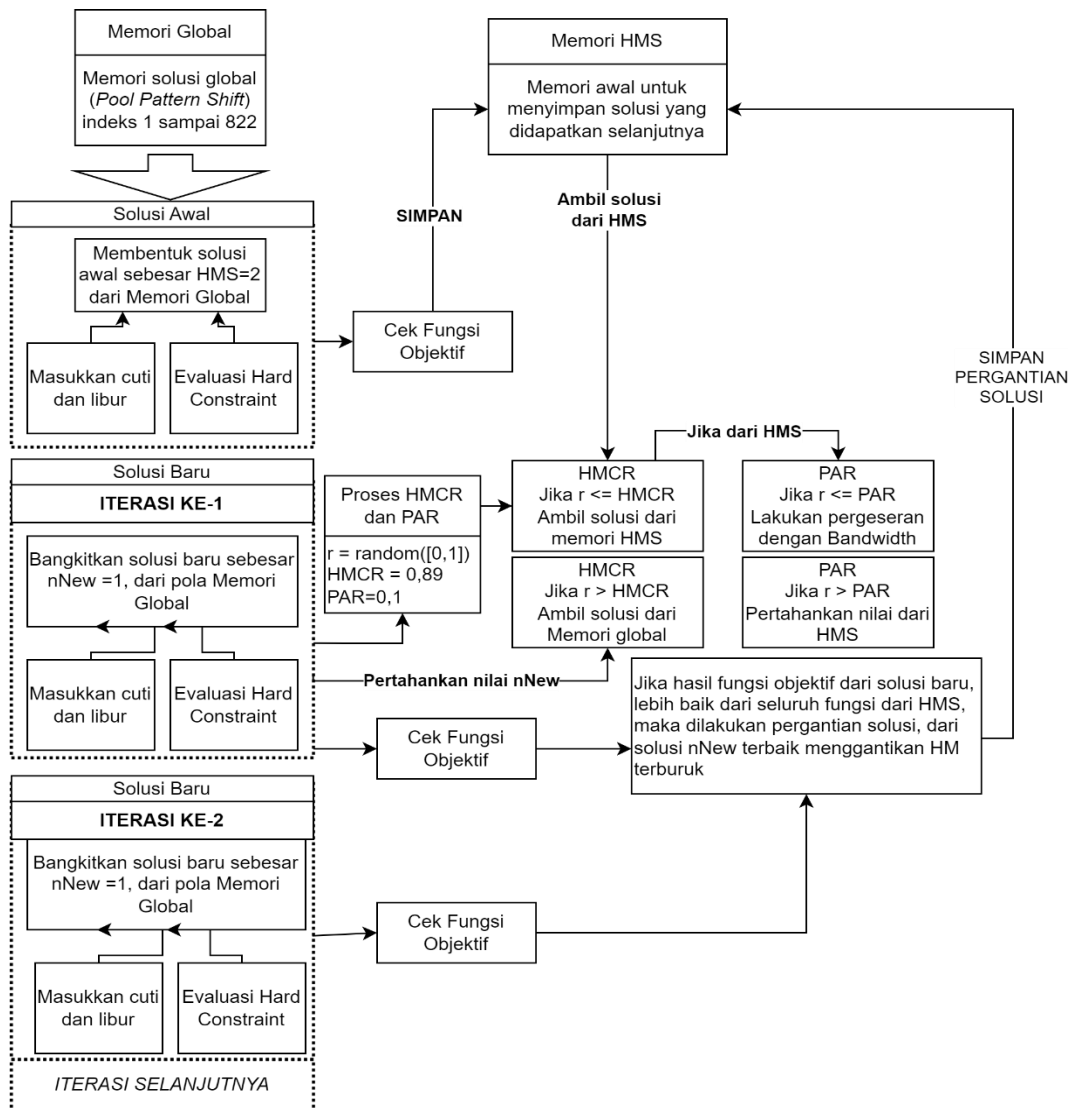 Memori Global
Memori solusi global
(Pool Pattern Shift)
indeks 1 sampai 822
Memori HMS
Memori awal untuk
menyimpan solusi yang
didapatkan selanjutnya
Solusi Awal
Membentuk solusi
awal sebesar HMS=2
dari Memori Global
Masukkan cuti
dan libur
Evaluasi Hard
Constraint
SIMPAN
Ambil solusi
dari HMS
Cek Fungsi
Objektif
SIMPAN
PERGANTIAN
SOLUSI
Jika dari HMS
Solusi Baru
ITERASI KE-1
Bangkitkan solusi baru sebesar
nNew =1, dari pola Memori
Global
Masukkan cuti
dan libur
Evaluasi Hard
Constraint
Proses HMCR
dan PAR
r = random([0,1])
HMCR = 0,89
PAR=0,1
HMCR
Jika r <= HMCR
Ambil solusi dari
memori HMS
HMCR
Jika r > HMCR
Ambil solusi dari
Memori global
PAR
Jika r <= PAR
Lakukan pergeseran
dengan Bandwidth
PAR
Jika r > PAR
Pertahankan nilai dari
HMS
Pertahankan nilai nNew
Cek Fungsi
Objektif
Jika hasil fungsi objektif dari solusi baru,
lebih baik dari seluruh fungsi dari HMS,
maka dilakukan pergantian solusi, dari
solusi nNew terbaik menggantikan HM
terburuk
Solusi Baru
ITERASI KE-2
Bangkitkan solusi baru sebesar
nNew =1, dari pola Memori
Global
Masukkan cuti
dan libur
Evaluasi Hard
Constraint
Cek Fungsi
Objektif
ITERASI SELANJUTNYA